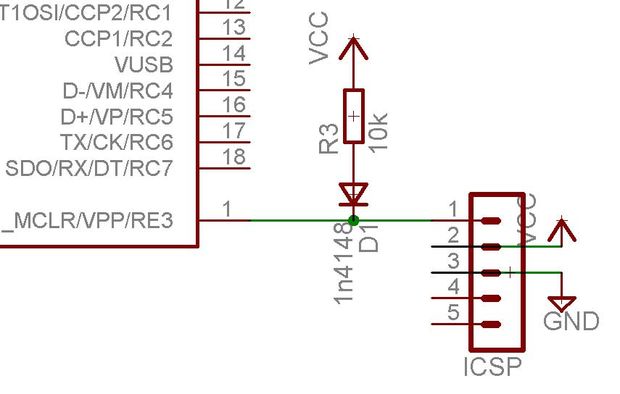 T1OSI/CCP2/RC1 12
CCP1/RC2 13
VUSB 14
D-/VM/RC4 15
D+/VP/RC5 16
TX/CK/RC6 17
SDO/RX/DT/RC7 18
_MCLR/VPP/RE3 1
VCC
R3
10k
1n4148
D1
1
2
3
4
5
VCC
GND
ICSP